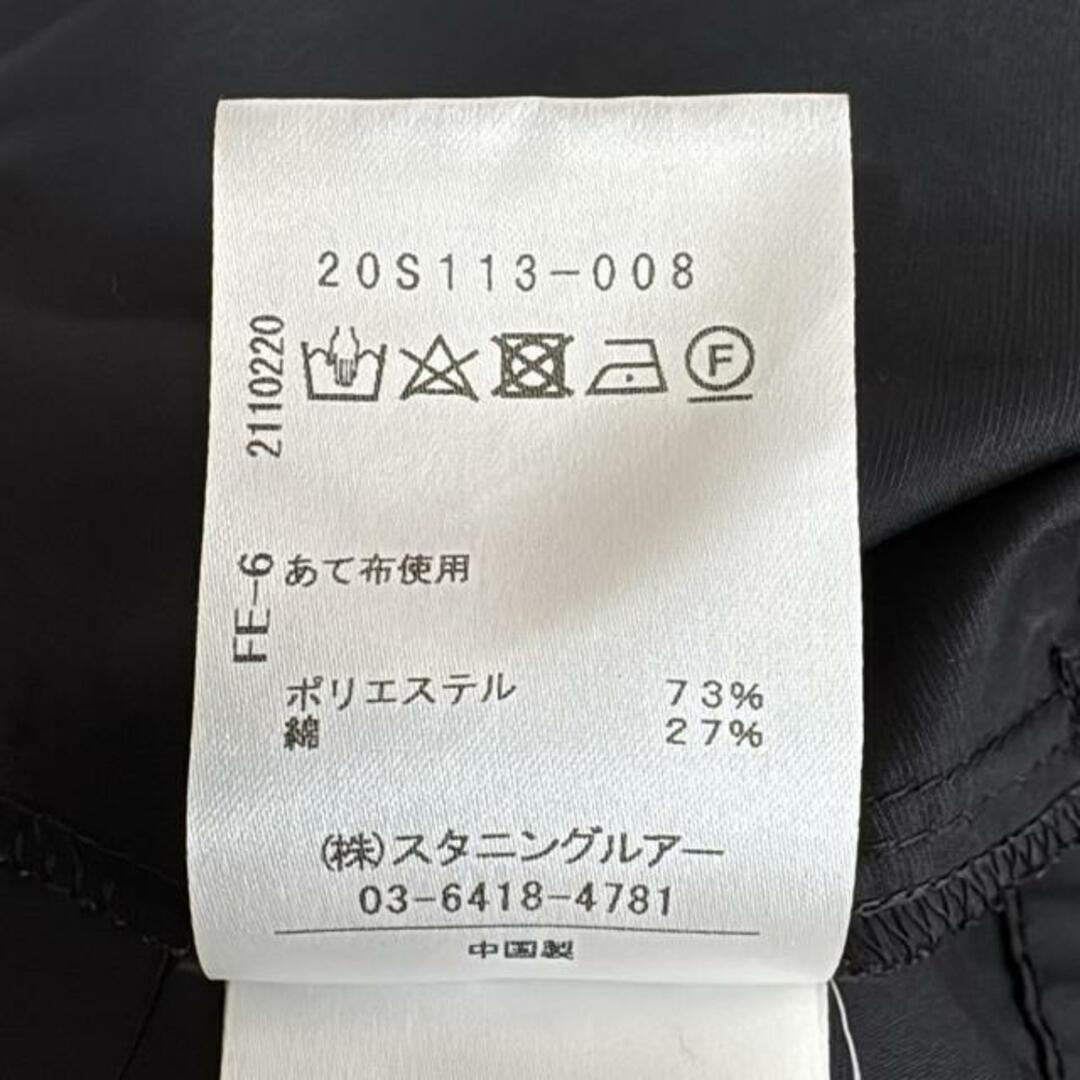 20S113-008
2110220
F
FE-6
あて布使用
ポリエステル 73%
綿 27%
(株)スタニングルアー
03-6418-4781
中国製